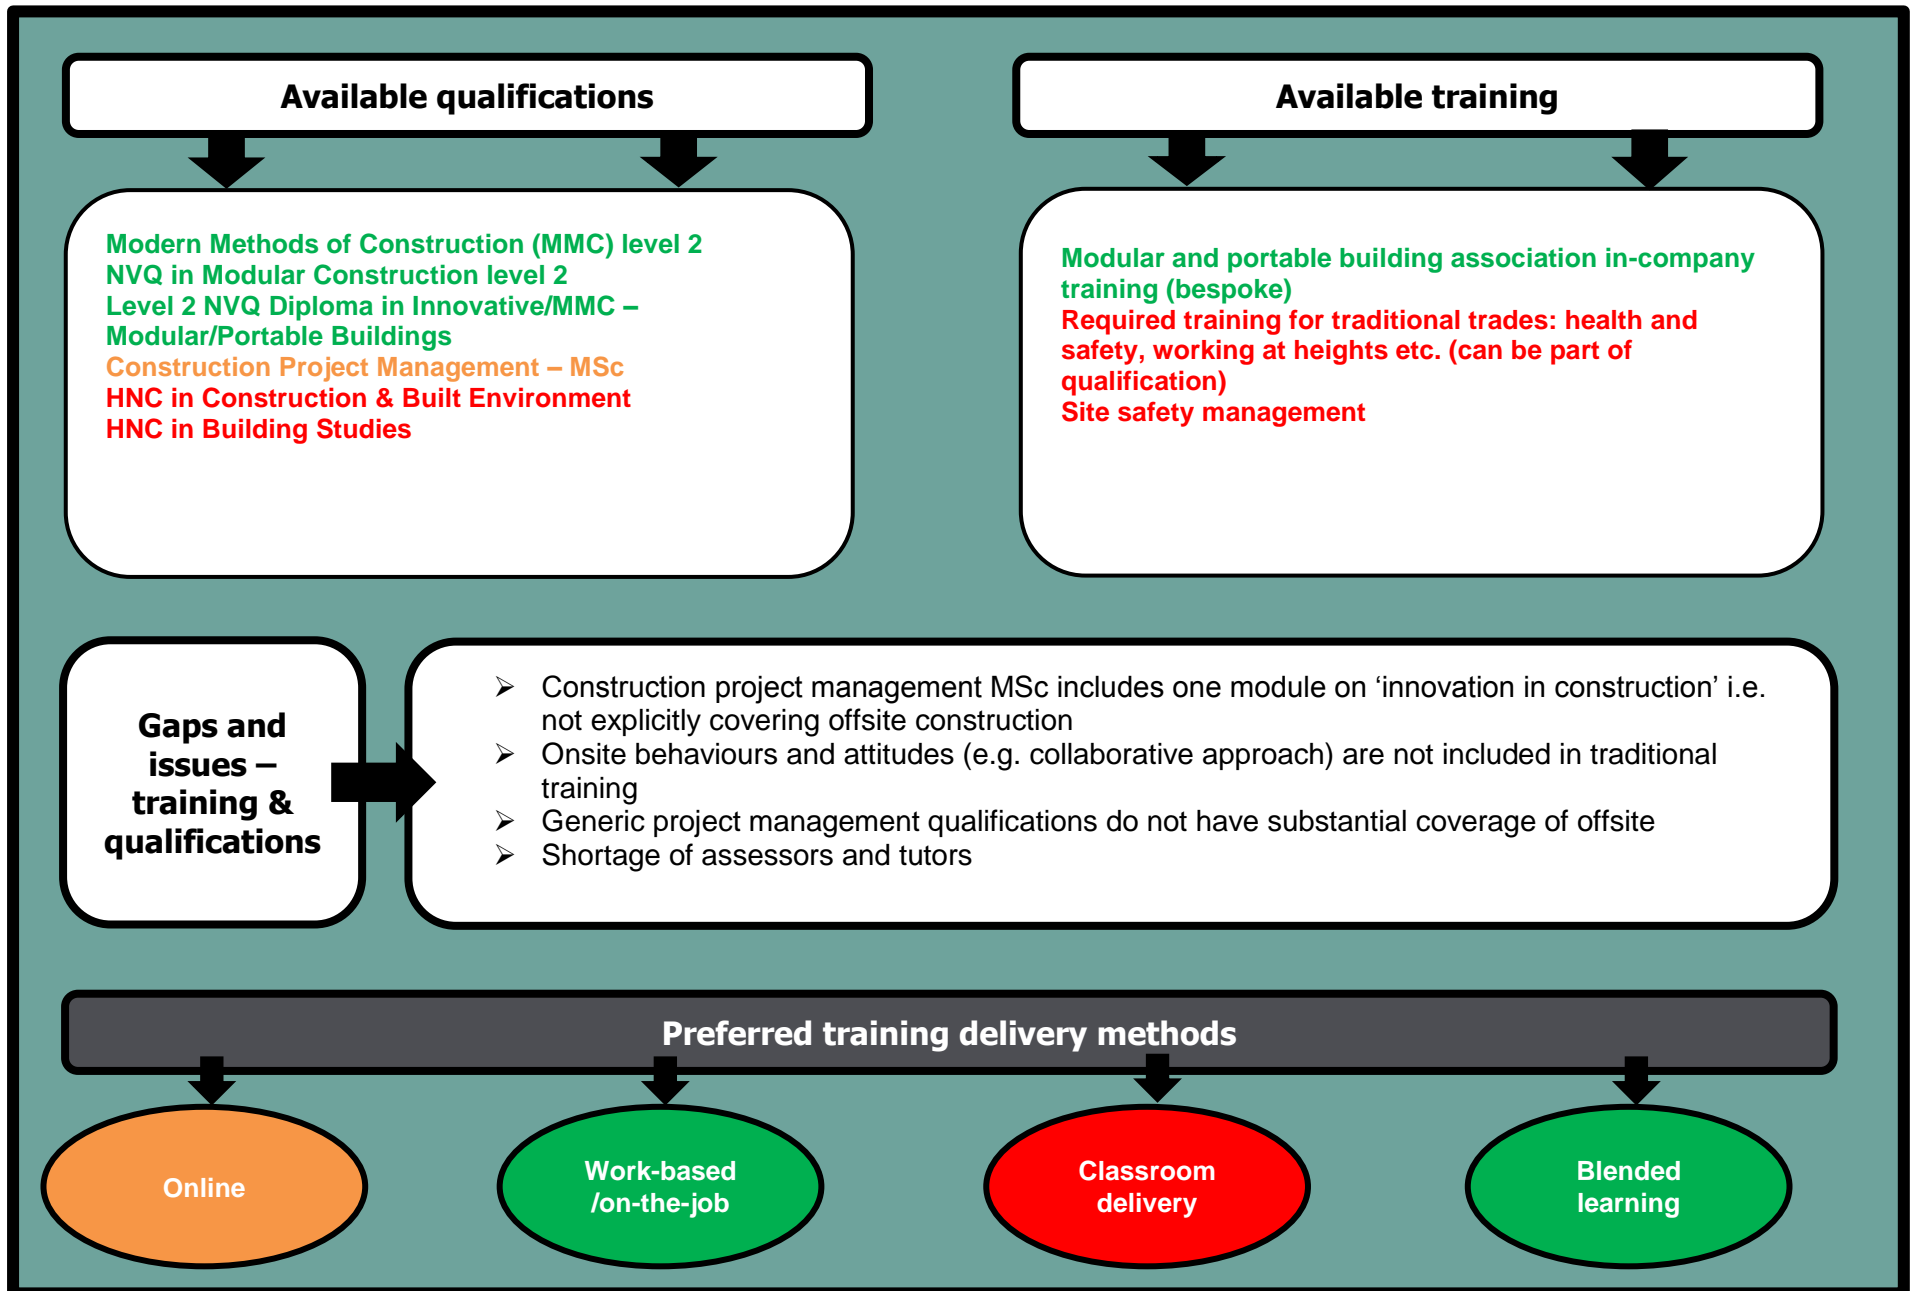 Available qualifications
Modern Methods of Construction (MMC) level 2
NVQ in Modular Construction level 2
Level 2 NVQ Diploma in Innovative/MMC –
Modular/Portable Buildings
Construction Project Management – MSc
HNC in Construction & Built Environment
HNC in Building Studies
Available training
Modular and portable building association in-company
training (bespoke)
Required training for traditional trades: health and
safety, working at heights etc. (can be part of
qualification)
Site safety management
Gaps and
issues –
training &
qualifications
➢ Construction project management MSc includes one module on ‘innovation in construction’ i.e.
not explicitly covering offsite construction
➢ Onsite behaviours and attitudes (e.g. collaborative approach) are not included in traditional
training
➢ Generic project management qualifications do not have substantial coverage of offsite
➢ Shortage of assessors and tutors
Preferred training delivery methods
Online
Work-based
/on-the-job
Classroom
delivery
Blended
learning